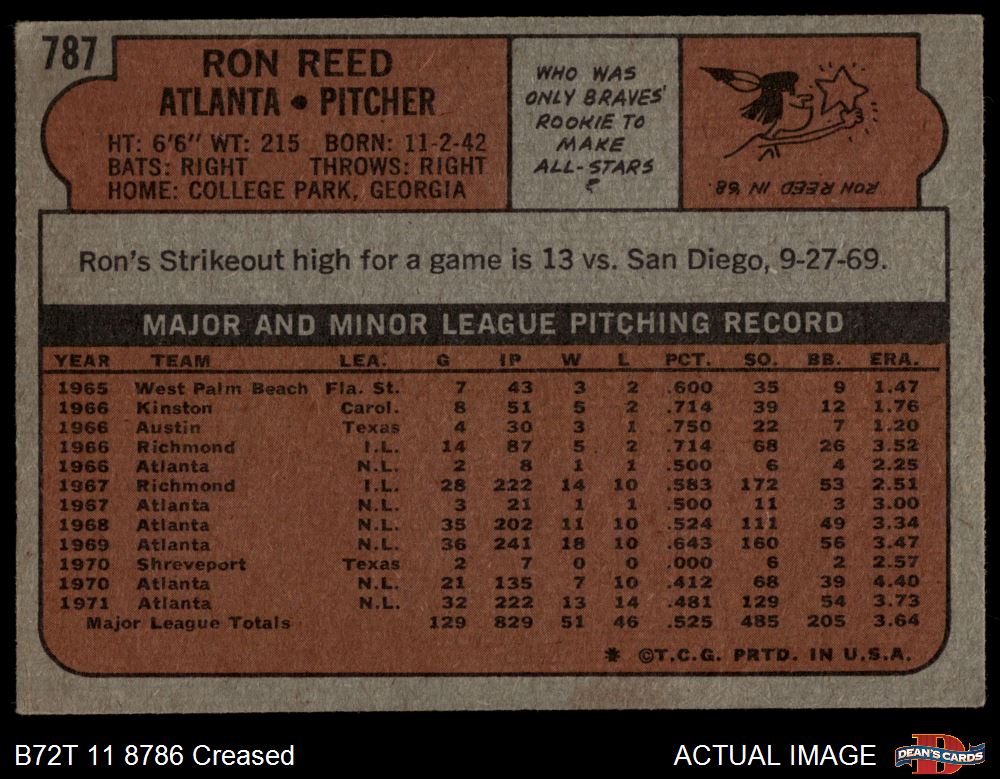 787
RON REED
ATLANTA • PITCHER
HT: 6'6" WT: 215 BORN: 11-2-42
BATS: RIGHT THROWS: RIGHT
HOME: COLLEGE PARK, GEORGIA
WHO WAS
ONLY BRAVES'
ROOKIE TO
MAKE
ALL-STARS
?
RON REED IN '68.
Ron's Strikeout high for a game is 13 vs. San Diego, 9-27-69.
MAJOR AND MINOR LEAGUE PITCHING RECORD
YEAR TEAM LEA. G IP W L PCT. SO. BB. ERA.
1965 West Palm Beach Fla. St. 7 43 3 2 .600 35 9 1.47
1966 Kinston Carol. 8 51 5 2 .714 39 12 1.76
1966 Austin Texas 4 30 3 1 .750 22 7 1.20
1966 Richmond I.L. 14 87 5 2 .714 68 26 3.52
1966 Atlanta N.L. 2 8 1 1 .500 6 4 2.25
1967 Richmond I.L. 28 222 14 10 .583 172 53 2.51
1967 Atlanta N.L. 3 21 1 1 .500 11 3 3.00
1968 Atlanta N.L. 35 202 11 10 .524 111 49 3.34
1969 Atlanta N.L. 36 241 18 10 .643 160 56 3.47
1970 Shreveport Texas 2 7 0 0 .000 6 2 2.57
1970 Atlanta N.L. 21 135 7 10 .412 68 39 4.40
1971 Atlanta N.L. 32 222 13 14 .481 129 54 3.73
Major League Totals 129 829 51 46 .525 485 205 3.64
* ©T.C.G. PRTD. IN U.S.A.
B72T 11 8786 Creased
ACTUAL IMAGE
DEAN'S CARDS